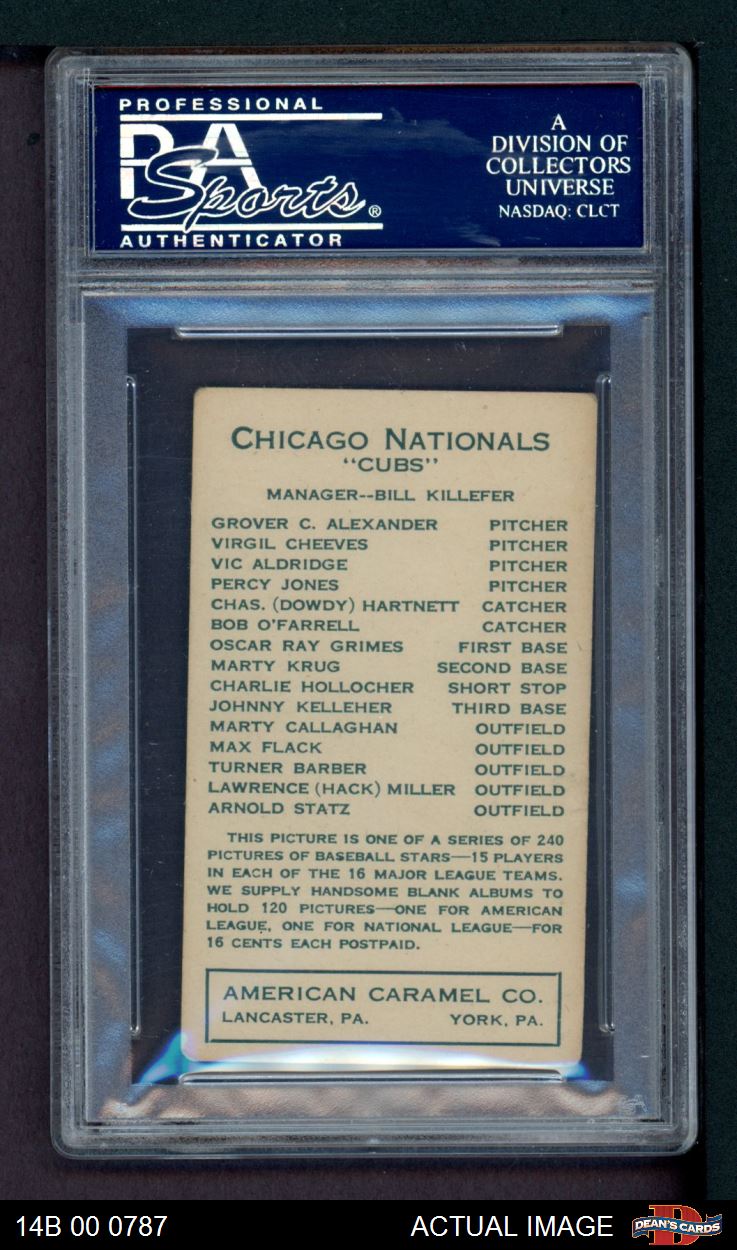 PROFESSIONAL
PSA
Sports®
AUTHENTICATOR
A
DIVISION OF
COLLECTORS
UNIVERSE
NASDAQ: CLCT
CHICAGO NATIONALS
"CUBS"
MANAGER--BILL KILLEFER
GROVER C. ALEXANDER PITCHER
VIRGIL CHEEVES PITCHER
VIC ALDRIDGE PITCHER
PERCY JONES PITCHER
CHAS. (DOWDY) HARTNETT CATCHER
BOB O'FARRELL CATCHER
OSCAR RAY GRIMES FIRST BASE
MARTY KRUG SECOND BASE
CHARLIE HOLLOCHER SHORT STOP
JOHNNY KELLEHER THIRD BASE
MARTY CALLAGHAN OUTFIELD
MAX FLACK OUTFIELD
TURNER BARBER OUTFIELD
LAWRENCE (HACK) MILLER OUTFIELD
ARNOLD STATZ OUTFIELD
THIS PICTURE IS ONE OF A SERIES OF 240
PICTURES OF BASEBALL STARS—15 PLAYERS
IN EACH OF THE 16 MAJOR LEAGUE TEAMS.
WE SUPPLY HANDSOME BLANK ALBUMS TO
HOLD 120 PICTURES—ONE FOR AMERICAN
LEAGUE, ONE FOR NATIONAL LEAGUE—FOR
16 CENTS EACH POSTPAID.
AMERICAN CARAMEL CO.
LANCASTER, PA. YORK, PA.
14B 00 0787 ACTUAL IMAGE DEAN'S CARDS